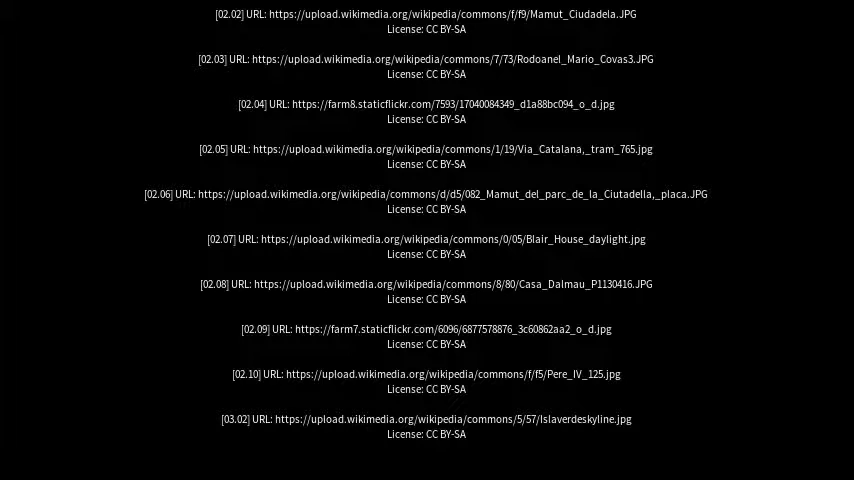 [02.02] URL: https://upload.wikimedia.org/wikipedia/commons/f/f9/Mamut_Ciudadela.JPG
License: CC BY-SA
[02.03] URL: https://upload.wikimedia.org/wikipedia/commons/7/73/Rodoanel_Mario_Covas3.JPG
License: CC BY-SA
[02.04] URL: https://farm8.staticflickr.com/7593/17040084349_d1a88bc094_o_d.jpg
License: CC BY-SA
[02.05] URL: https://upload.wikimedia.org/wikipedia/commons/1/19/Via_Catalana,_tram_765.jpg
License: CC BY-SA
[02.06] URL: https://upload.wikimedia.org/wikipedia/commons/d/d5/082_Mamut_del_parc_de_la_Ciutadella,_placa.JPG
License: CC BY-SA
[02.07] URL: https://upload.wikimedia.org/wikipedia/commons/0/05/Blair_House_daylight.jpg
License: CC BY-SA
[02.08] URL: https://upload.wikimedia.org/wikipedia/commons/8/80/Casa_Dalmau_P1130416.JPG
License: CC BY-SA
[02.09] URL: https://farm7.staticflickr.com/6096/6877578876_3c60862aa2_o_d.jpg
License: CC BY-SA
[02.10] URL: https://upload.wikimedia.org/wikipedia/commons/f/f5/Pere_IV_125.jpg
License: CC BY-SA
[03.02] URL: https://upload.wikimedia.org/wikipedia/commons/5/57/Islaverdeskyline.jpg
License: CC BY-SA